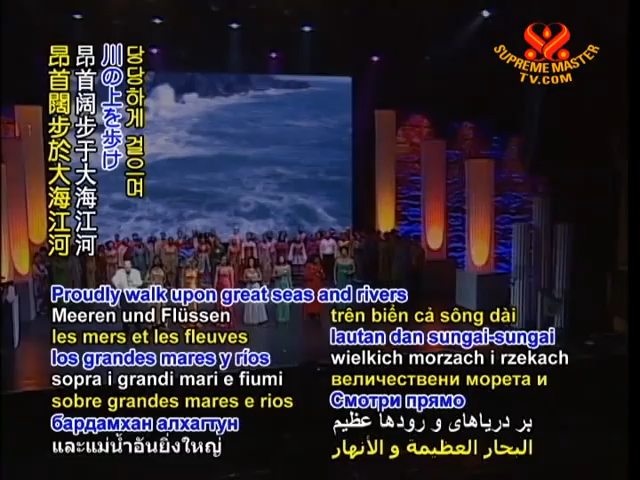 SUPREME MASTER
TV.COM
당당하게 걸으며
川の上を歩け
昂首阔步于大海江河
昂首闊步於大海江河
Proudly walk upon great seas and rivers
Meeren und Flüssen
les mers et les fleuves
los grandes mares y ríos
sopra i grandi mari e fiumi
sobre grandes mares e rios
бардамхан алхагтун
และแม่น้ำอันยิ่งใหญ่
trên biển cả sông dài
lautan dan sungai-sungai
wielkich morzach i rzekach
величествени морета и
Смотри прямо
بر دریاهای و رودها عظیم
البحار العظيمة و الأنهار